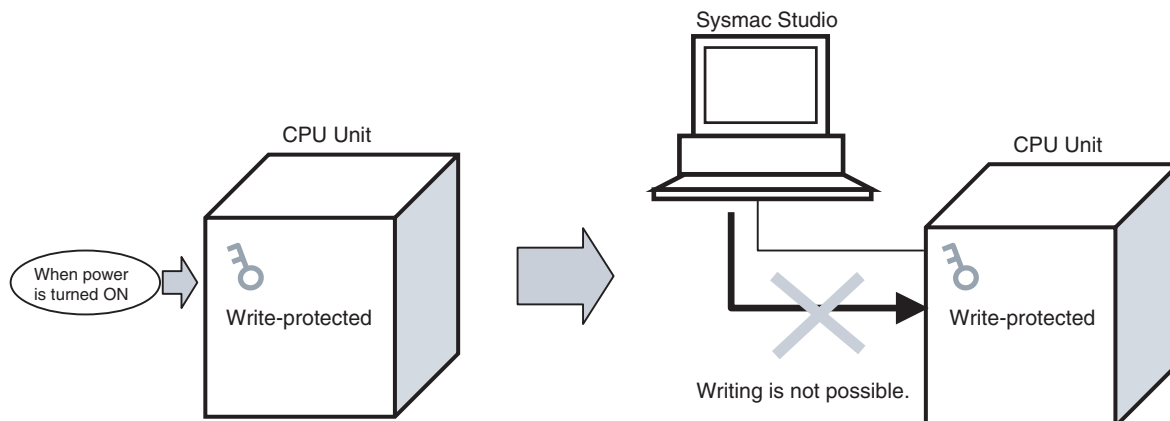 Sysmac Studio
CPU Unit
CPU Unit
When power
is turned ON
Write-protected
Write-protected
Writing is not possible.